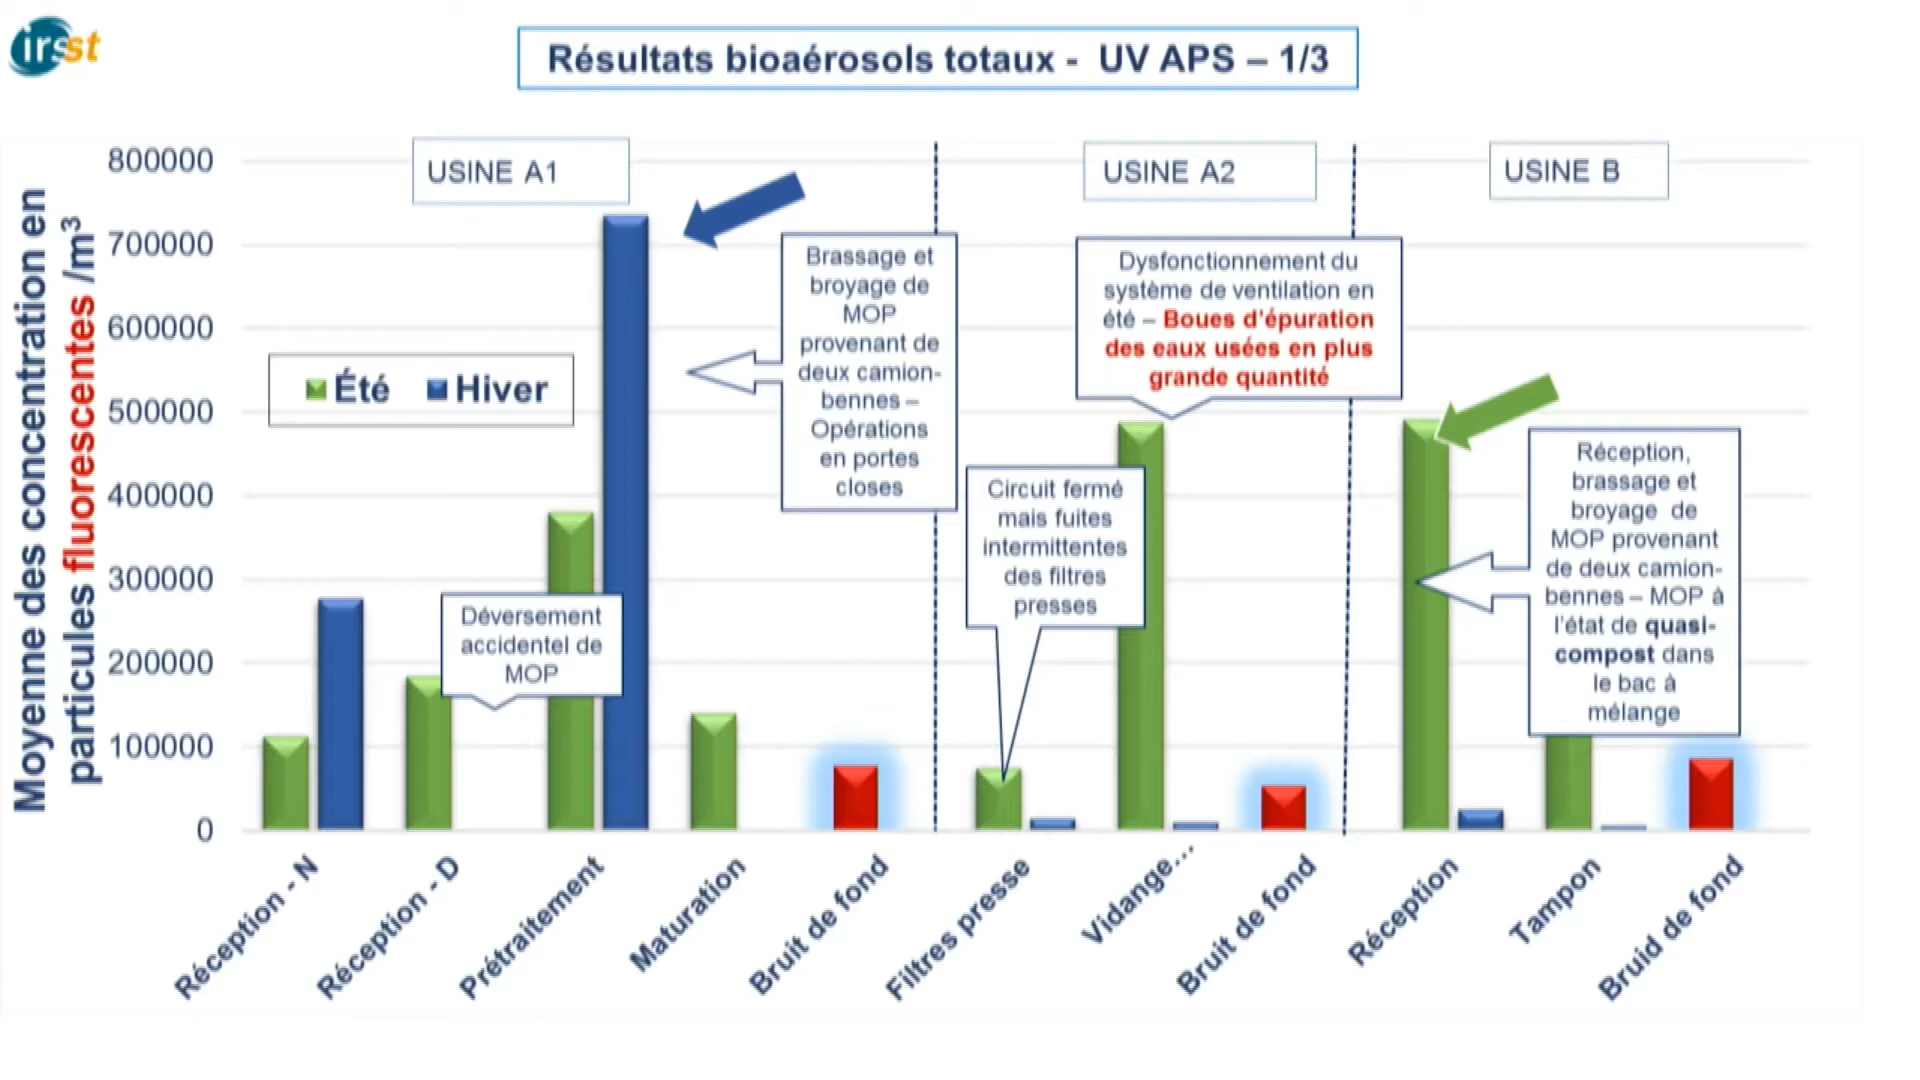 irsst
Résultats bioaérosols totaux - UV APS – 1/3
Moyenne des concentration en
particules fluorescentes /m³
800000
700000
600000
500000
400000
300000
200000
100000
0
USINE A1
USINE A2
USINE B
Été Hiver
Déversement
accidentel de
MOP
Brassage et
broyage de
MOP
provenant de
deux camion-
bennes –
Opérations
en portes
closes
Circuit fermé
mais fuites
intermittentes
des filtres
presses
Dysfonctionnement du
système de ventilation en
été – Boues d'épuration
des eaux usées en plus
grande quantité
Réception,
brassage et
broyage de
MOP provenant
de deux camion-
bennes – MOP à
l'état de quasi-
compost dans
le bac à
mélange
Réception - N
Réception - D
Prétraitement
Maturation
Bruit de fond
Filtres presse
Vidange...
Bruit de fond
Réception
Tampon
Bruid de fond